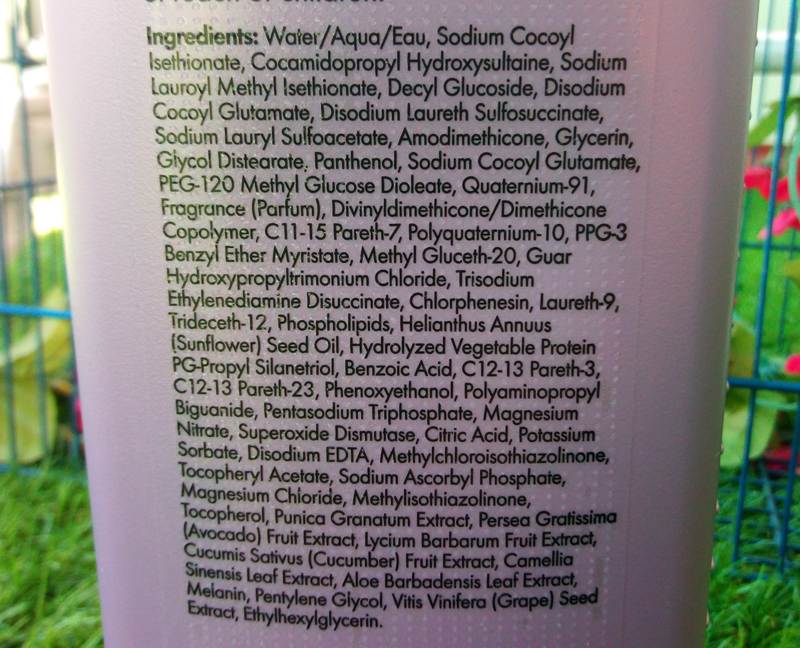 of reach of children.
Ingredients: Water/Aqua/Eau, Sodium Cocoyl
Isethionate, Cocamidopropyl Hydroxysultaine, Sodium
Lauroyl Methyl Isethionate, Decyl Glucoside, Disodium
Cocoyl Glutamate, Disodium Laureth Sulfosuccinate,
Sodium Lauryl Sulfoacetate, Amodimethicone, Glycerin,
Glycol Distearate, Panthenol, Sodium Cocoyl Glutamate,
PEG-120 Methyl Glucose Dioleate, Quaternium-91,
Fragrance (Parfum), Divinyldimethicone/Dimethicone
Copolymer, C11-15 Pareth-7, Polyquaternium-10, PPG-3
Benzyl Ether Myristate, Methyl Gluceth-20, Guar
Hydroxypropyltrimonium Chloride, Trisodium
Ethylenediamine Disuccinate, Chlorphenesin, Laureth-9,
Trideceth-12, Phospholipids, Helianthus Annuus
(Sunflower) Seed Oil, Hydrolyzed Vegetable Protein
PG-Propyl Silanetriol, Benzoic Acid, C12-13 Pareth-3,
C12-13 Pareth-23, Phenoxyethanol, Polyaminopropyl
Biguanide, Pentasodium Triphosphate, Magnesium
Nitrate, Superoxide Dismutase, Citric Acid, Potassium
Sorbate, Disodium EDTA, Methylchloroisothiazolinone,
Tocopheryl Acetate, Sodium Ascorbyl Phosphate,
Magnesium Chloride, Methylisothiazolinone,
Tocopherol, Punica Granatum Extract, Persea Gratissima
(Avocado) Fruit Extract, Lycium Barbarum Fruit Extract,
Cucumis Sativus (Cucumber) Fruit Extract, Camellia
Sinensis Leaf Extract, Aloe Barbadensis Leaf Extract,
Melanin, Pentylene Glycol, Vitis Vinifera (Grape) Seed
Extract, Ethylhexylglycerin.